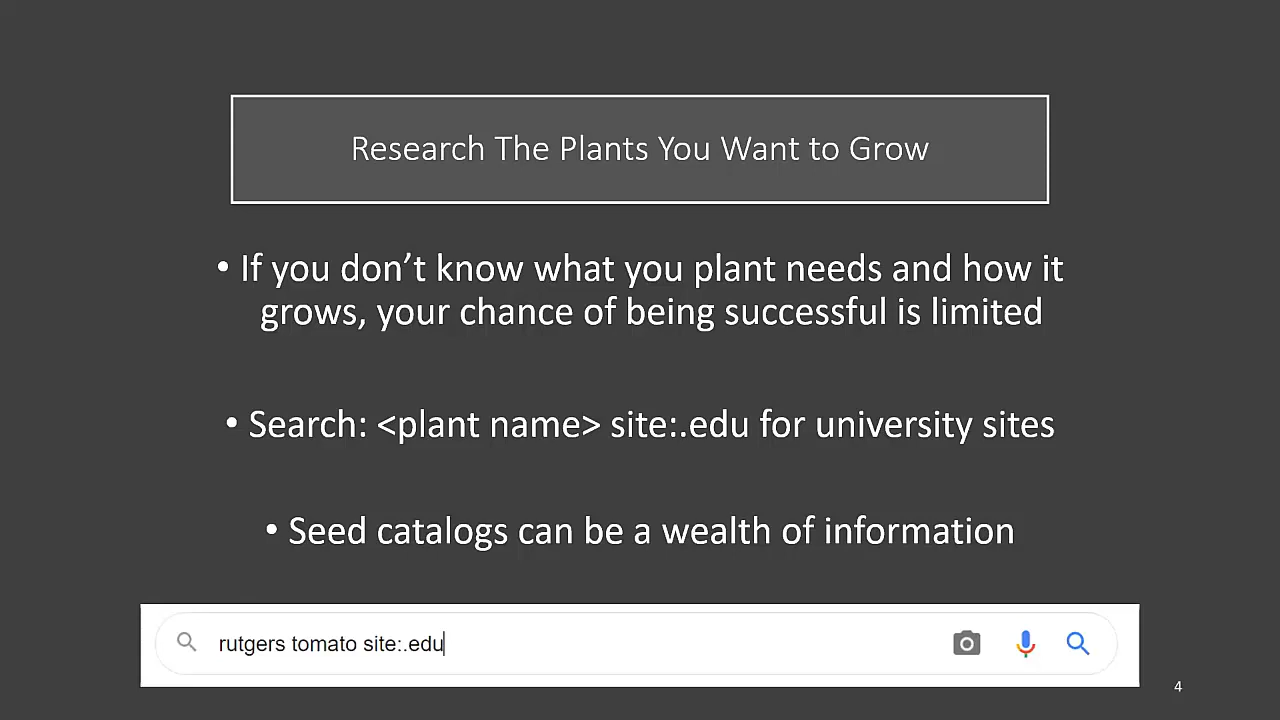 Research The Plants You Want to Grow
• If you don’t know what you plant needs and how it
grows, your chance of being successful is limited
• Search: <plant name> site:.edu for university sites
• Seed catalogs can be a wealth of information
rutgers tomato site:.edu
4